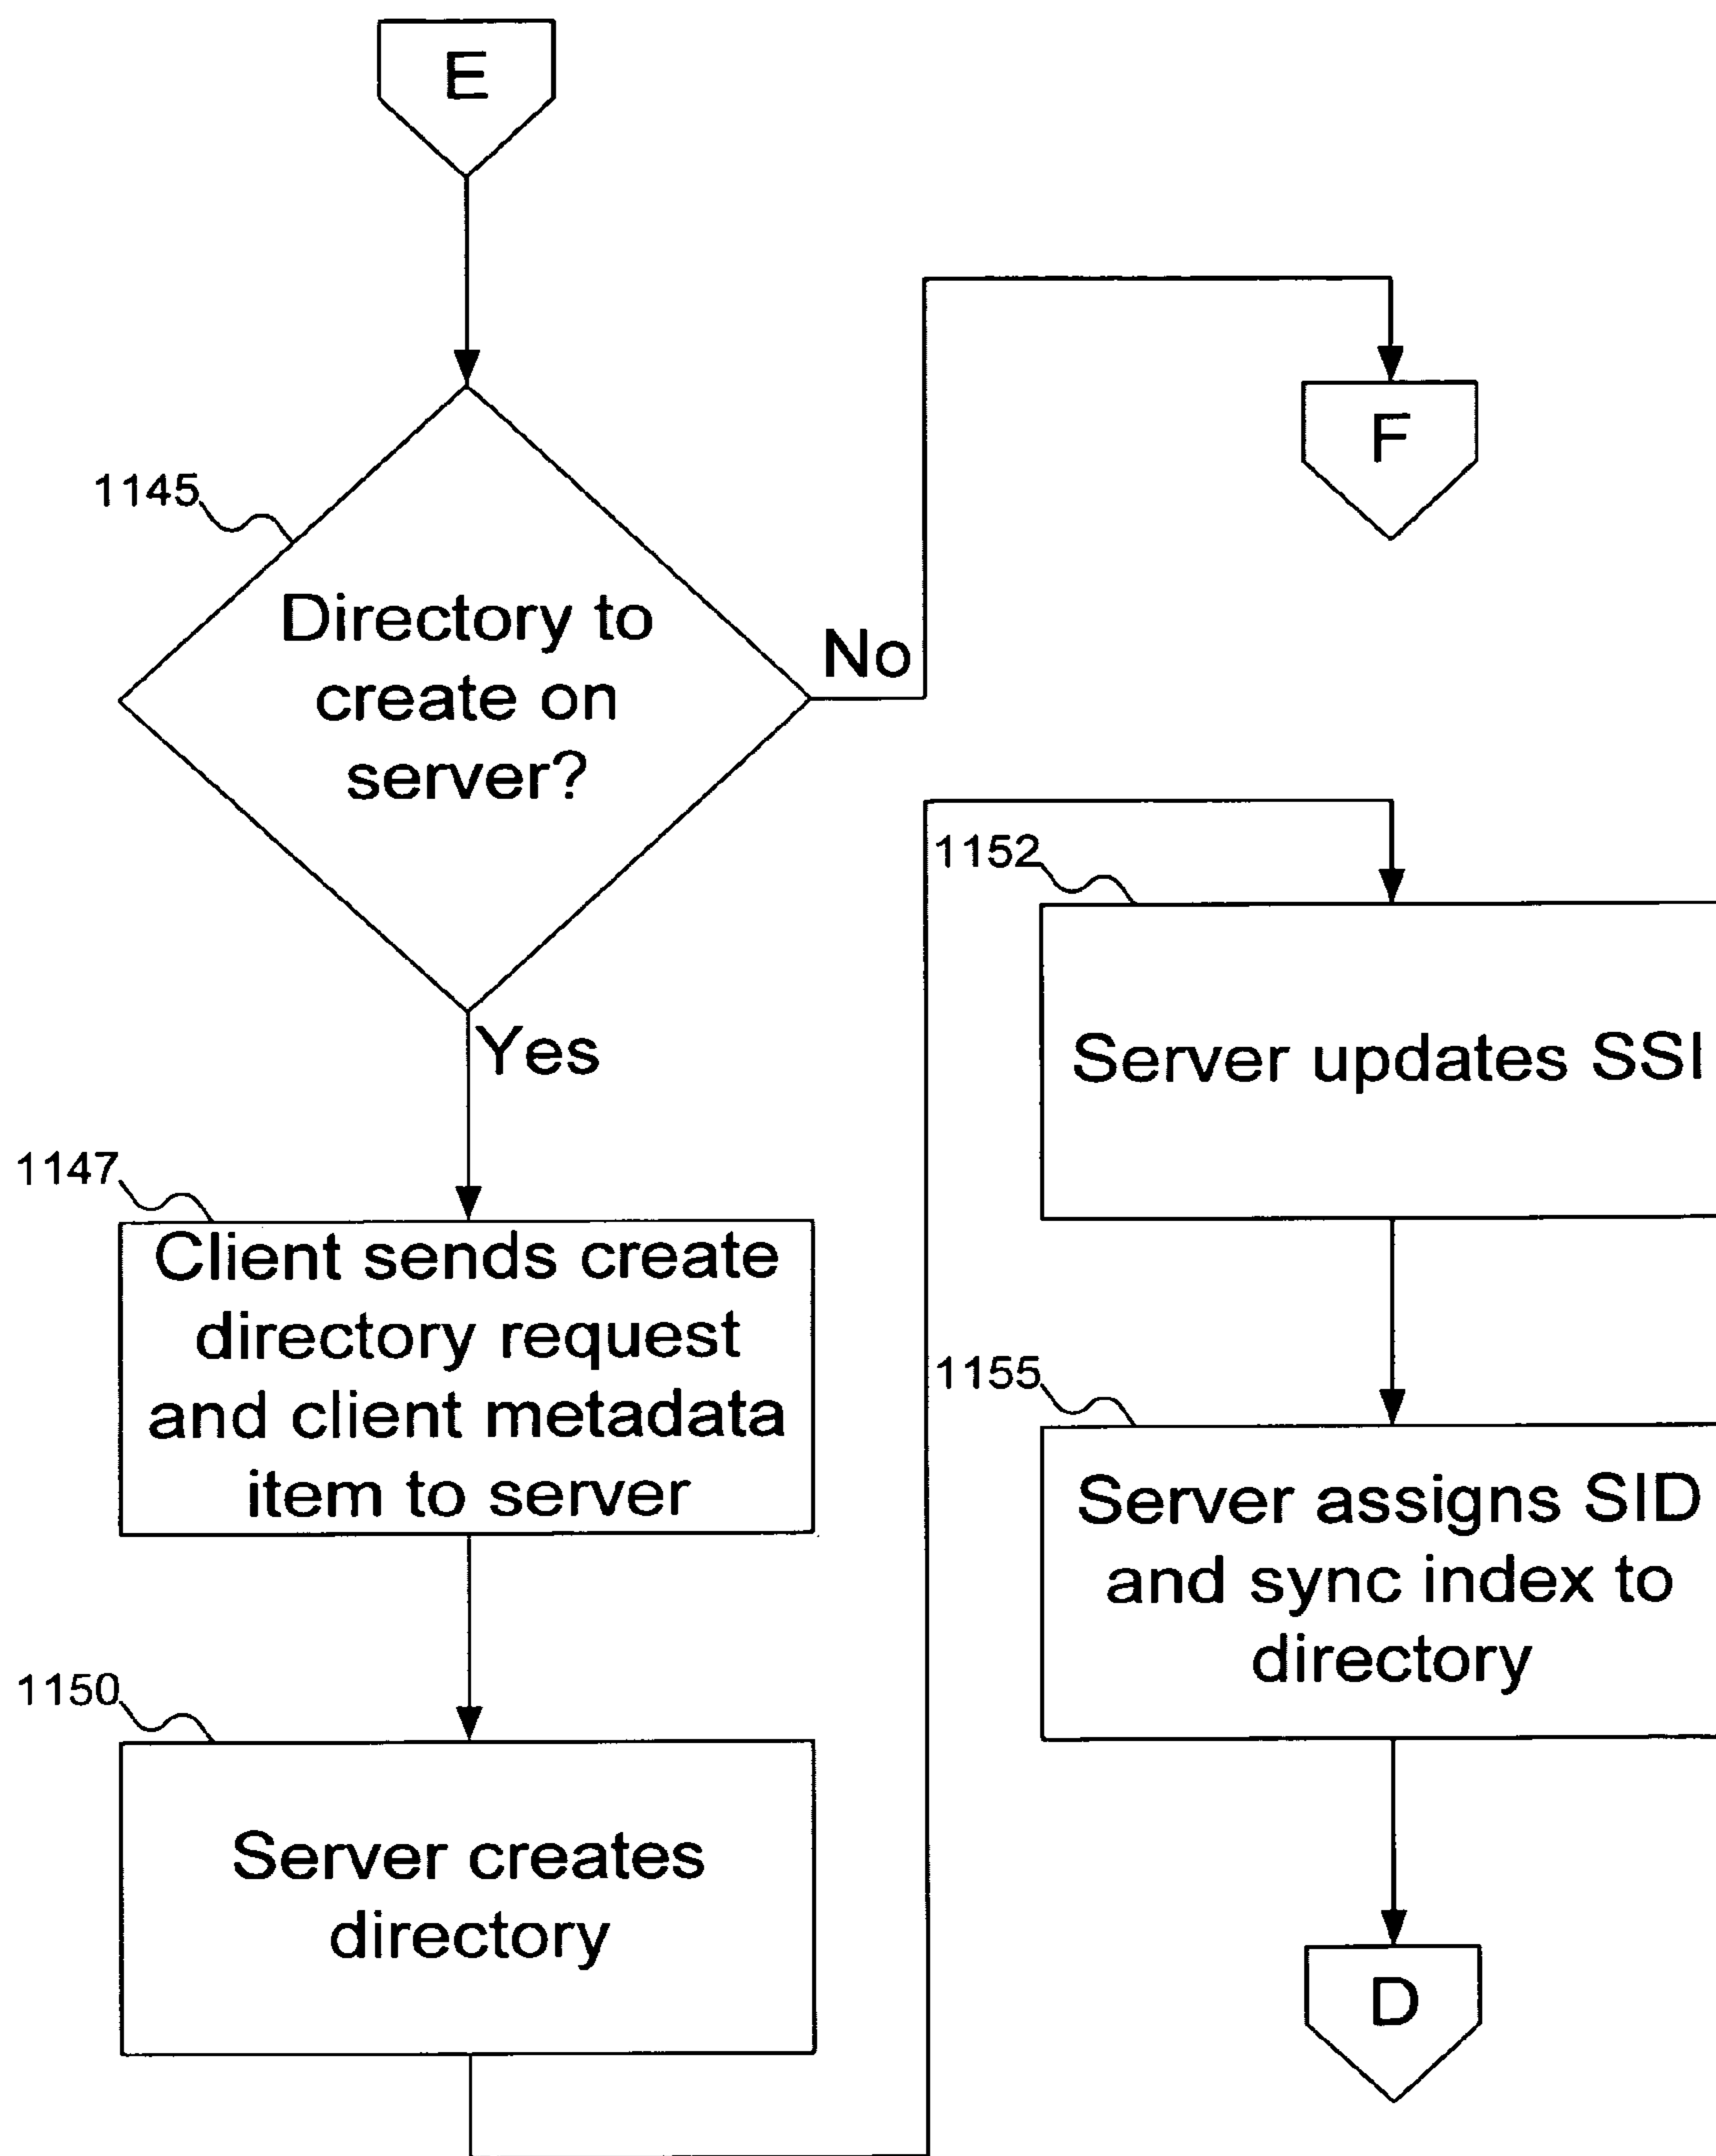 E
1145
Directory to
create on
server?
No
F
Yes
1147
Client sends create
directory request
and client metadata
item to server
1150
Server creates
directory
1152
Server updates SSI
1155
Server assigns SID
and sync index to
directory
D